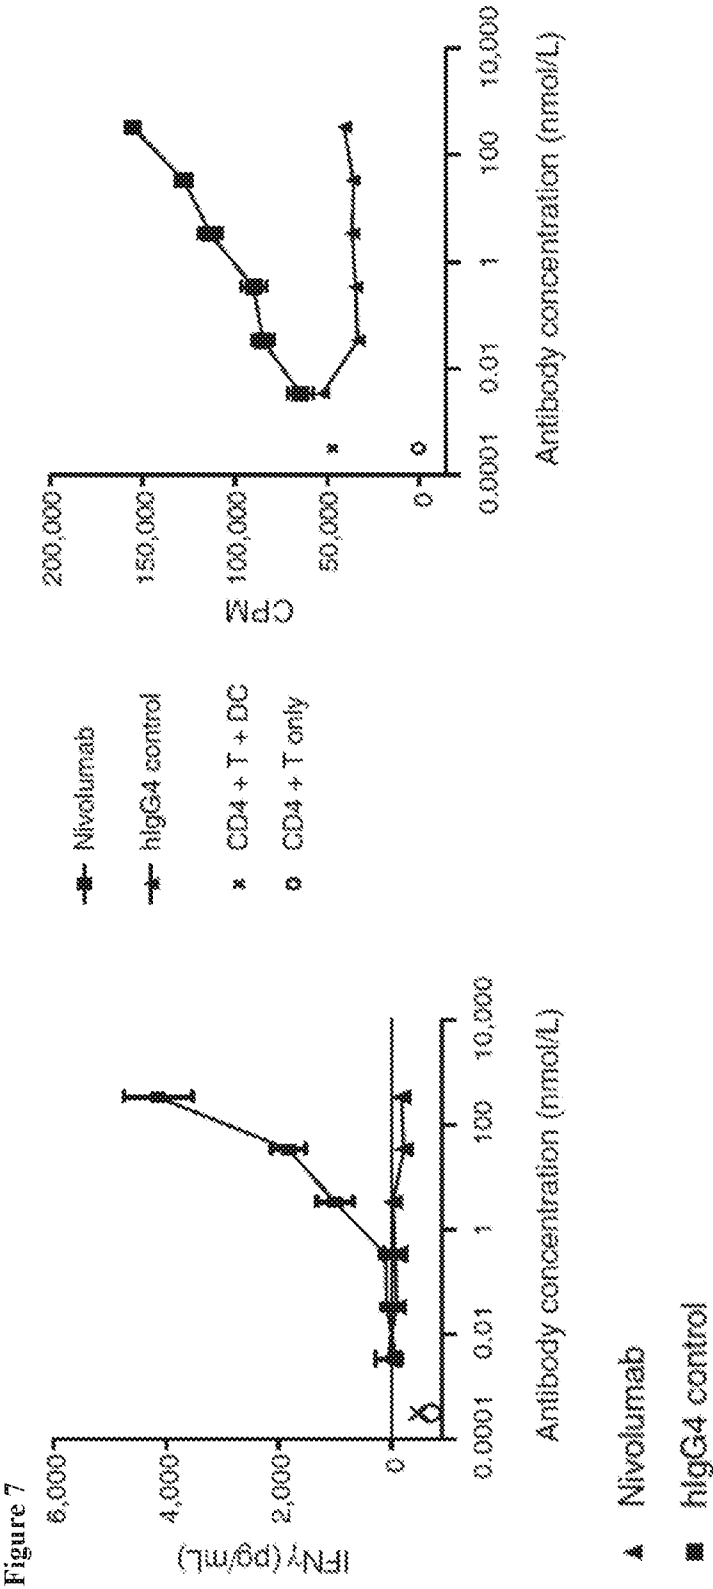 Figure 7
IFNγ (pg/mL)
6,000
4,000
2,000
0
0.0001
0.01
1
100
10,000
Antibody concentration (nmol/L)
Nivolumab
hIgG4 control
CD4 + T + DC
CD4 + T only
CPM
200,000
150,000
100,000
50,000
0
0.0001
0.01
1
100
10,000
Antibody concentration (nmol/L)
Nivolumab
hIgG4 control